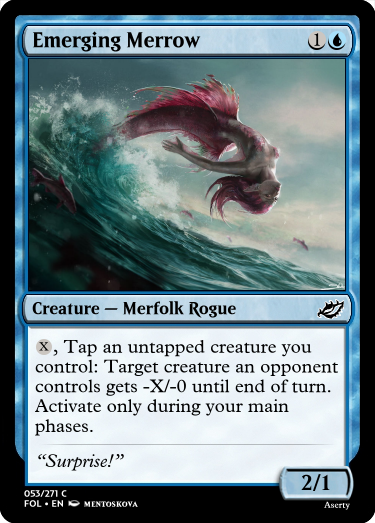 Emerging Merrow 1
Creature — Merfolk Rogue
X, Tap an untapped creature you
control: Target creature an opponent
controls gets -X/-0 until end of turn.
Activate only during your main
phases.
“Surprise!”
053/271 C
FOL • EN MENTOSKOVA
2/1
Aserty